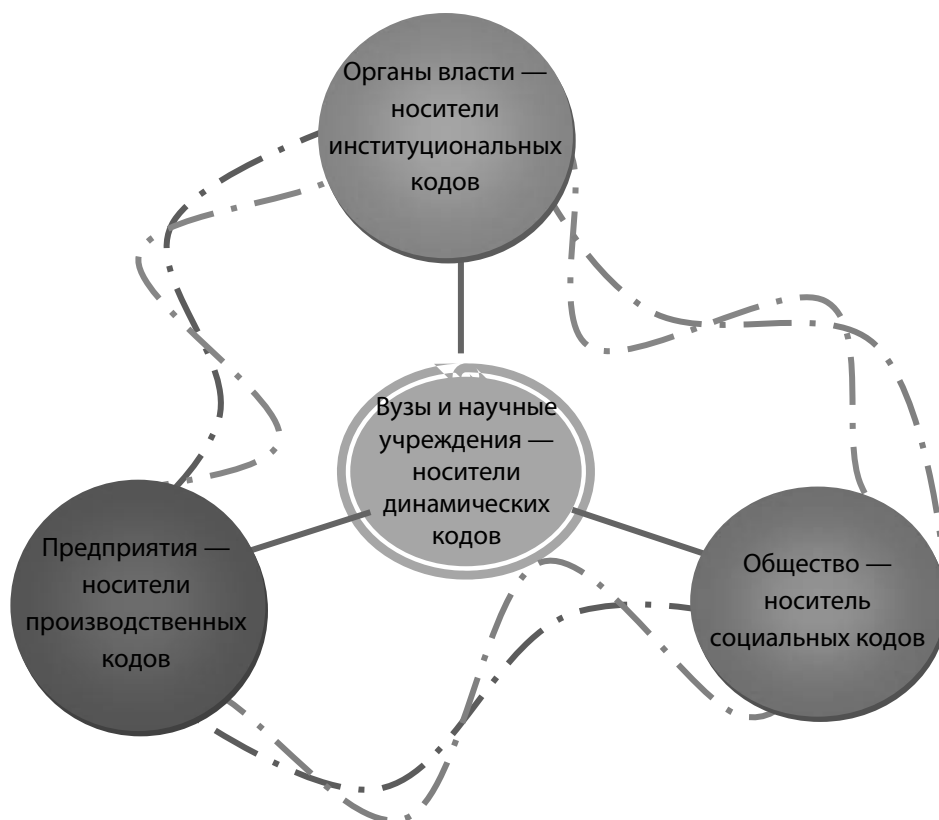 Органы власти —
носители
институциональных
кодов
Вузы и научные
учреждения —
носители
динамических
кодов
Предприятия —
носители
производственных
кодов
Общество —
носитель
социальных кодов